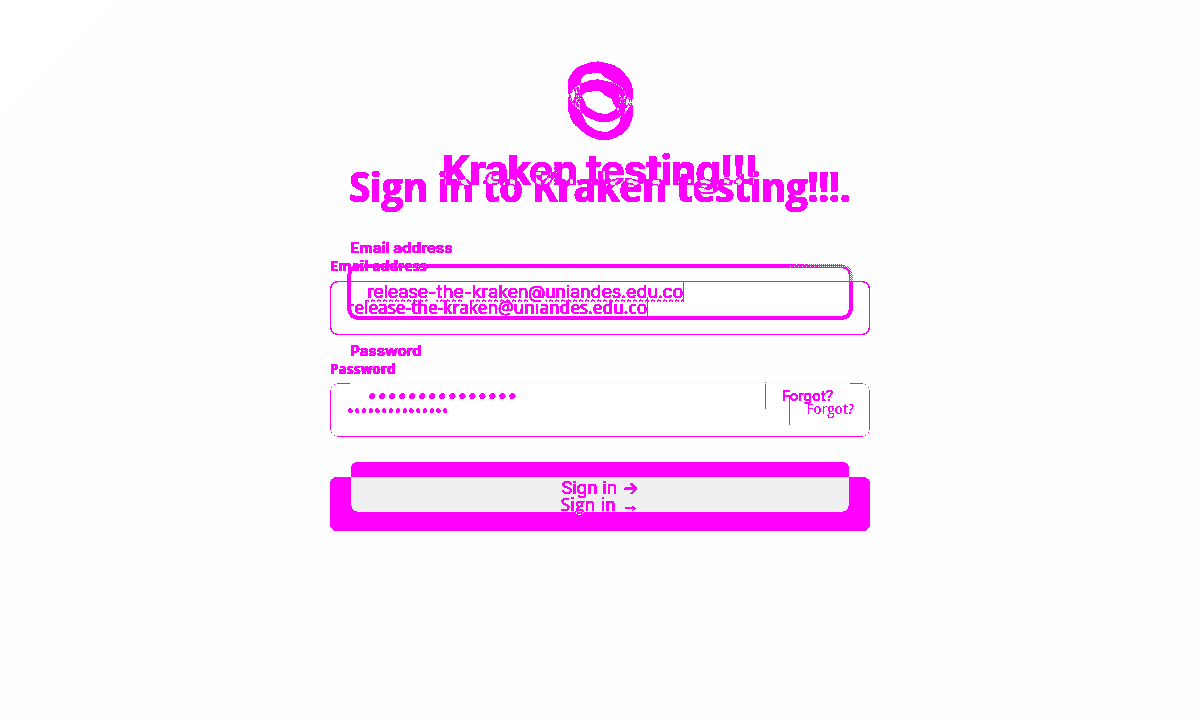 Kraken testing!!!
Sign in to Kraken testing!!!.
Email address
Email address
release-the-kraken@uniandes.edu.co
release-the-kraken@uniandes.edu.co
Password
Password
Forgot?
Forgot?
Sign in →
Sign in →